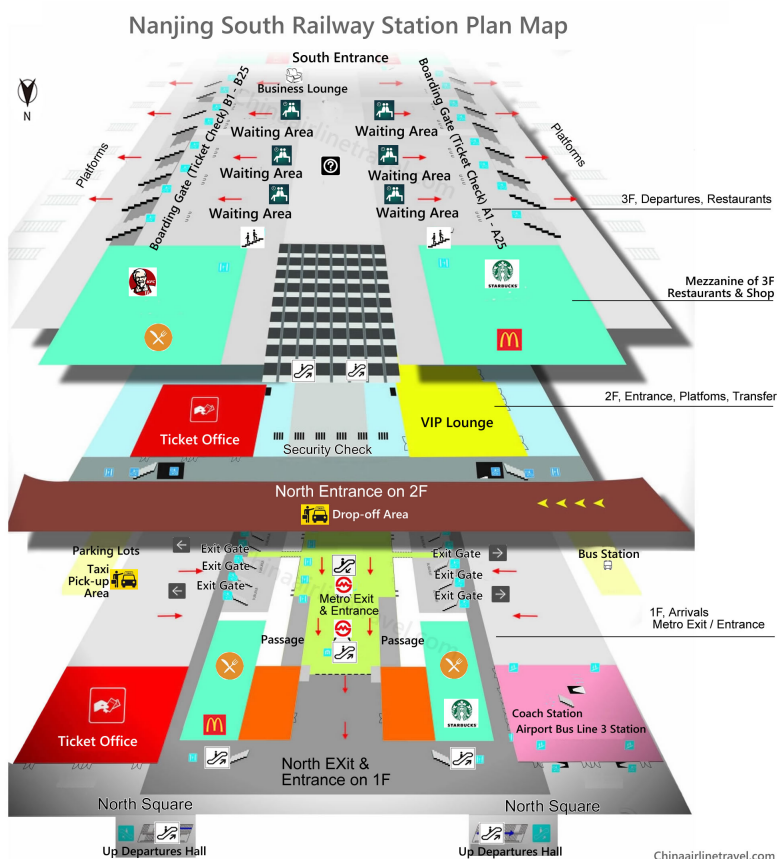 Nanjing South Railway Station Plan Map
South Entrance
Business Lounge
N
Boarding Gate (Ticket Check) B1 - B25
Boarding Gate (Ticket Check) A1 - A25
Platforms
Platforms
Waiting Area
Waiting Area
Waiting Area
Waiting Area
Waiting Area
Waiting Area
Chinaairlinetravel.com
3F, Departures, Restaurants
KFC
STARBUCKS
Mezzanine of 3F
Restaurants & Shop
2F, Entrance, Platfoms, Transfer
Ticket Office
VIP Lounge
Security Check
North Entrance on 2F
Drop-off Area
Parking Lots
Taxi
Pick-up
Area
Exit Gate
Exit Gate
Exit Gate
Exit Gate
Exit Gate
Exit Gate
Bus Station
Metro Exit
& Entrance
Chinaairlinetravel.com
1F, Arrivals
Metro Exit / Entrance
Passage
Passage
STARBUCKS
Ticket Office
Coach Station
Airport Bus Line 3 Station
North EXit &
Entrance on 1F
North Square
North Square
Up Departures Hall
Up Departures Hall
Chinaairlinetravel.com